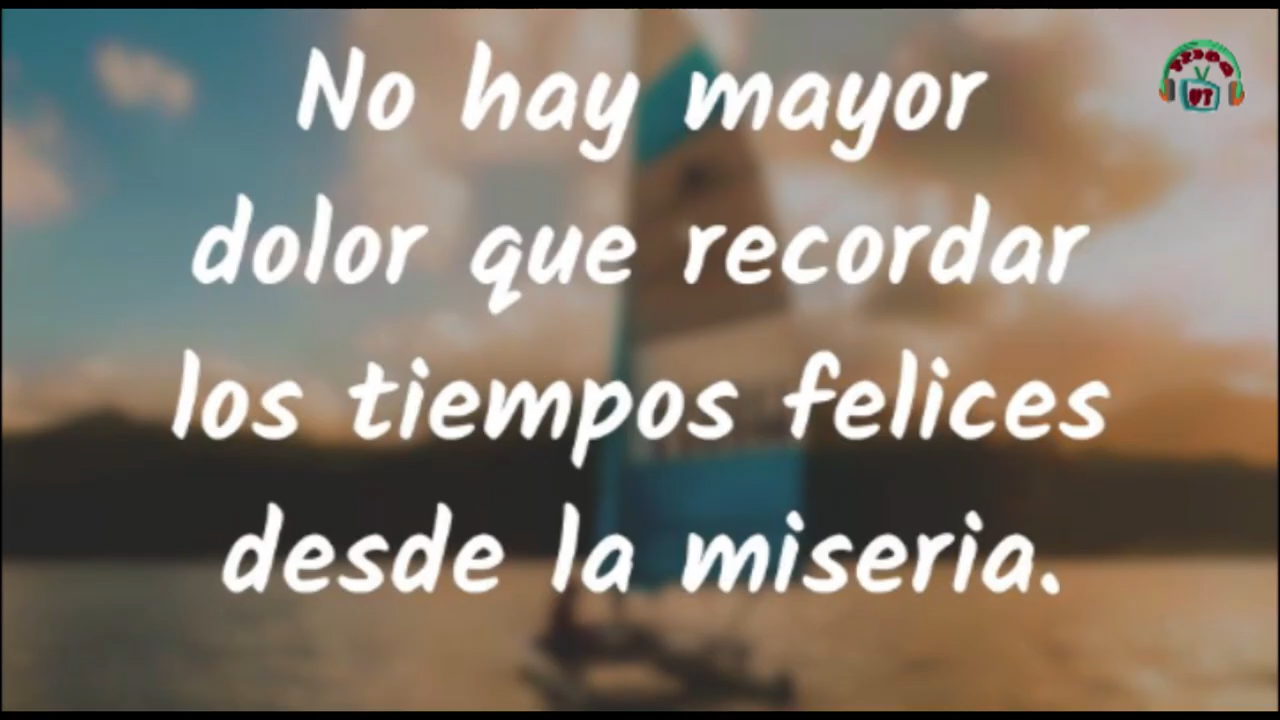 No hay mayor
dolor que recordar
los tiempos felices
desde la miseria.